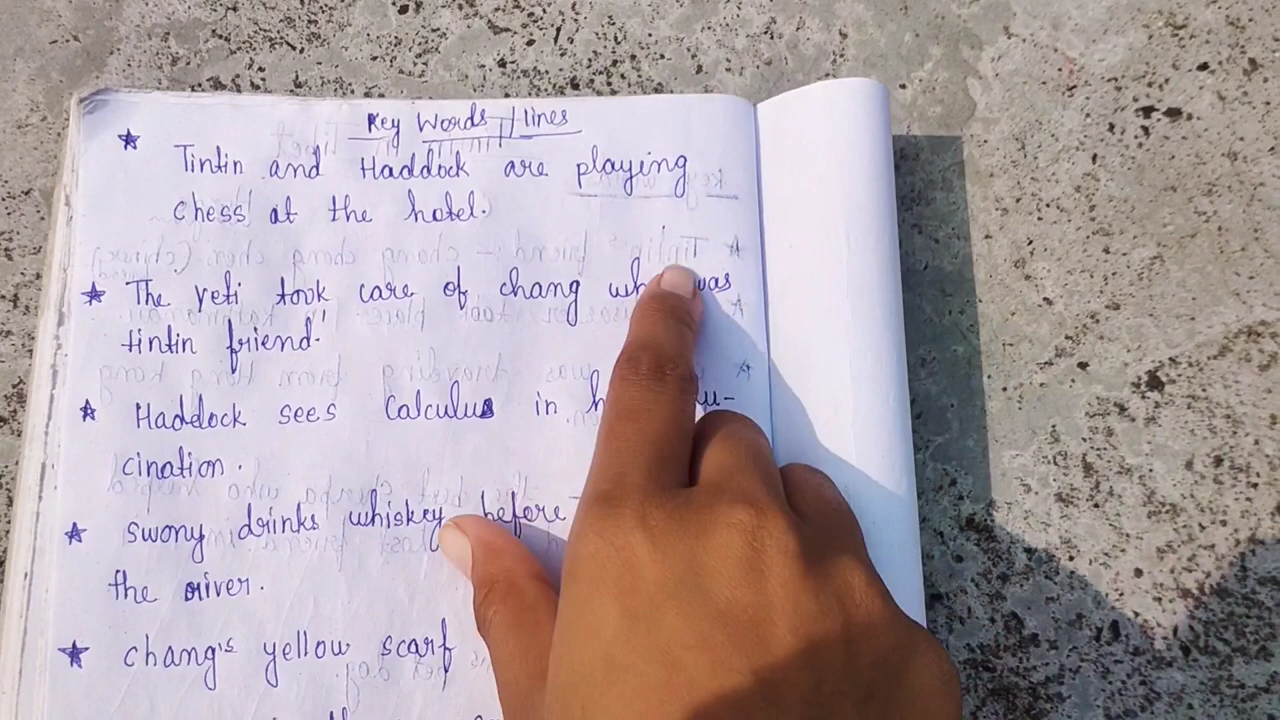 Key Words / lines
Tintin and Haddock are playing
chess at the hotel.
The yeti took care of chang who was
tintin friend.
Haddock sees Calculus in
cination.
swony drinks whiskey before
the river.
chang's yellow scarf